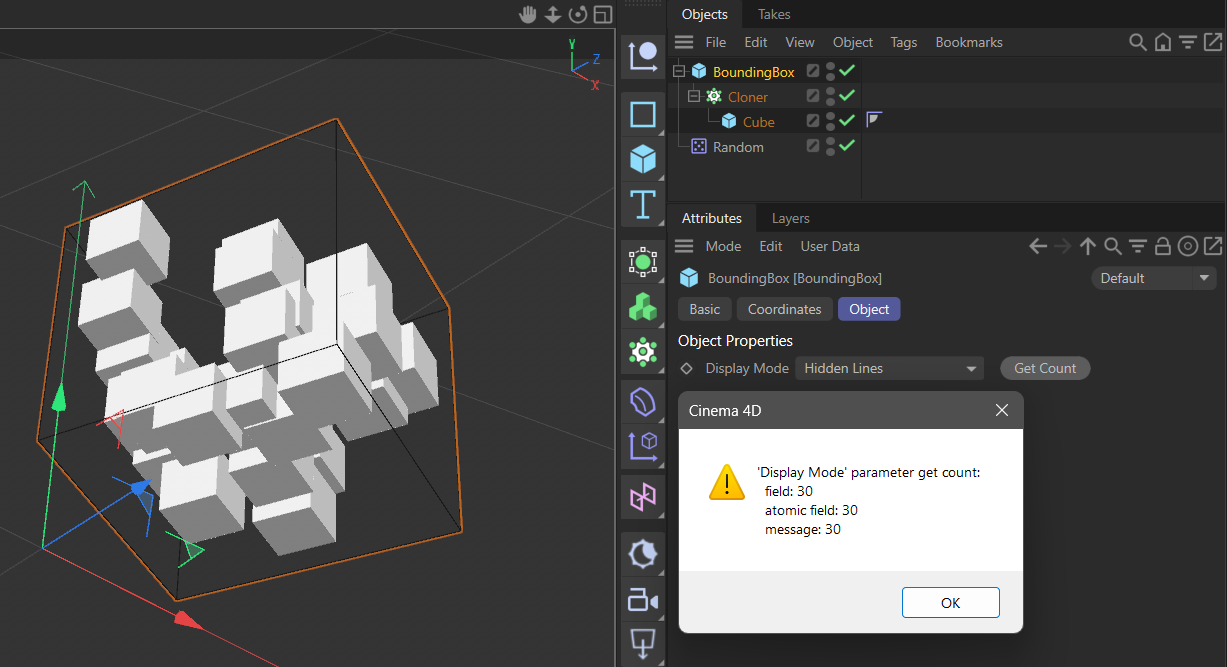 Y
Z
X
Objects Takes
File Edit View Object Tags Bookmarks
BoundingBox
Cloner
Cube
Random
Attributes Layers
Mode Edit User Data
BoundingBox [BoundingBox] Default
Basic Coordinates Object
Object Properties
Display Mode Hidden Lines Get Count
Cinema 4D
'Display Mode' parameter get count:
field: 30
atomic field: 30
message: 30
OK